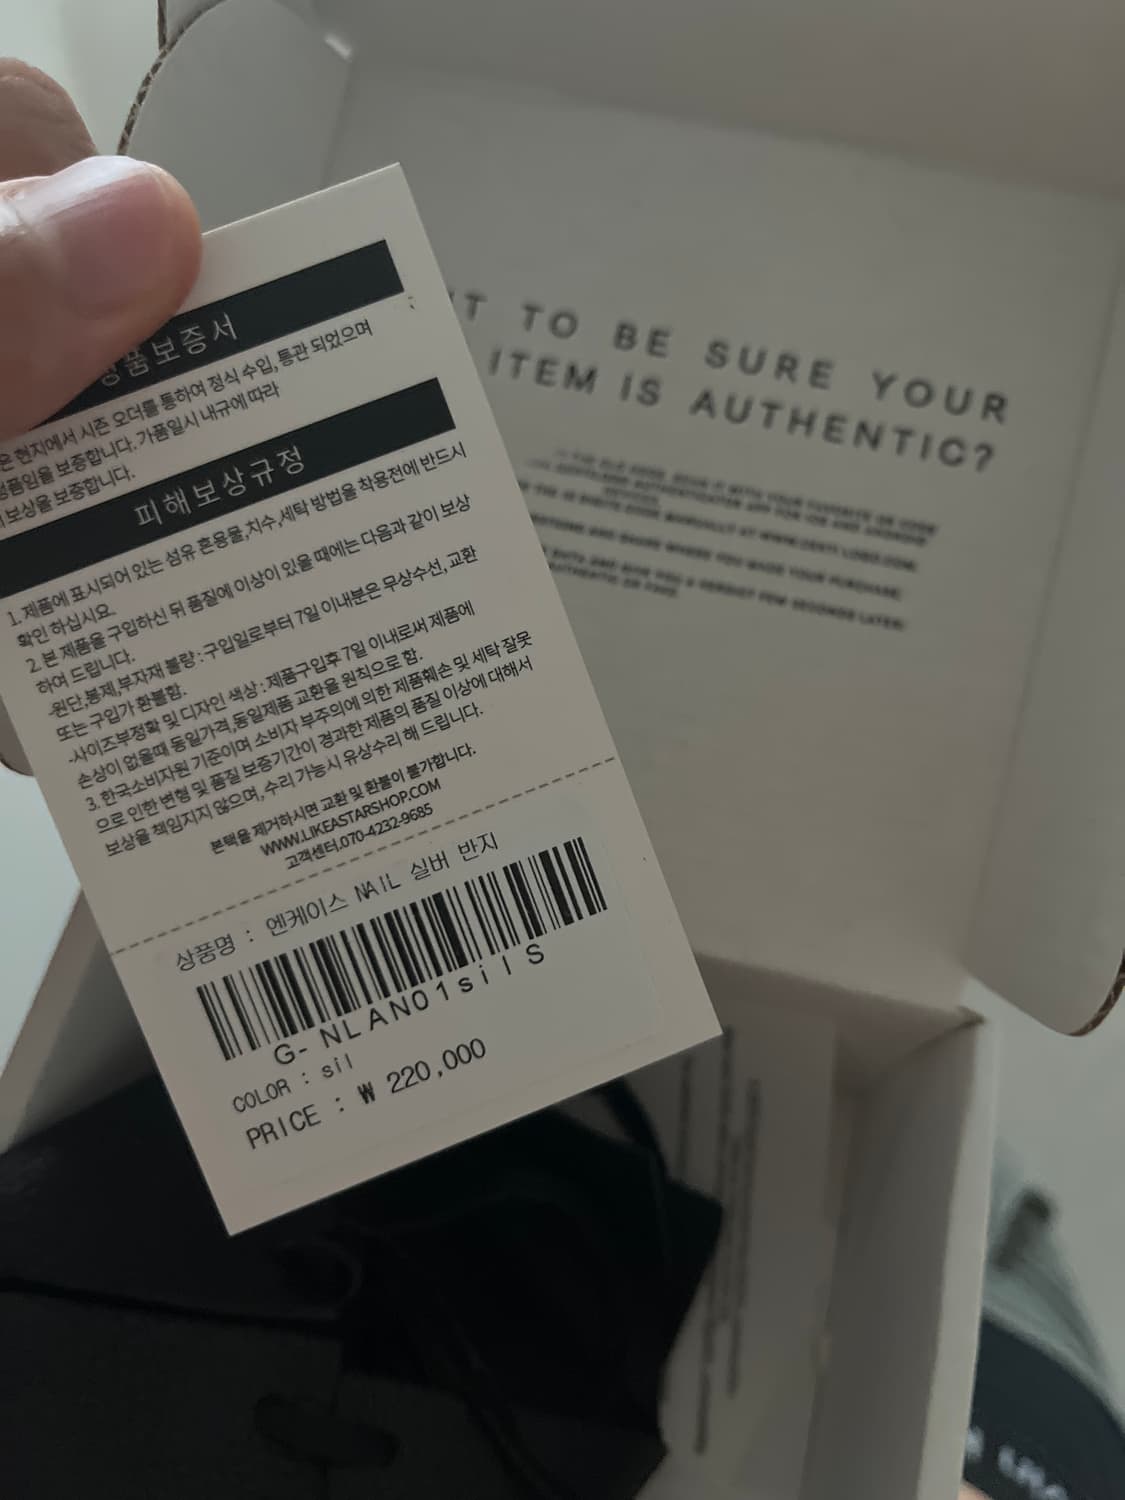 정품보증서
은 현지에서 시즌 오더를 통하여 정식 수입, 통관 되었으며
정품임을 보증합니다. 가품일시 내규에 따라
보상을 보증합니다.
피해보상규정
1. 제품에 표시되어 있는 섬유 혼용물,치수,세탁 방법을 착용전에 반드시
확인 하십시요.
2. 본 제품을 구입하신 뒤 품질에 이상이 있을 때에는 다음과 같이 보상
하여 드립니다.
-원단,봉제,부자재 불량 : 구입일로부터 7일 이내분은 무상수선, 교환
또는 구입가 환불함.
-사이즈부정확 및 디자인 색상 : 제품구입후 7일 이내로써 제품에
손상이 없을때 동일가격,동일제품 교환을 원칙으로 함.
3. 한국소비자원 기준이며 소비자 부주의에 의한 제품훼손 및 세탁 잘못
으로 인한 변형 및 품질 보증기간이 경과한 제품의 품질 이상에 대해서
보상을 책임지지 않으며, 수리 가능시 유상수리 해 드립니다.
본택을 제거하시면 교환 및 환불이 불가합니다.
WWW.LIKEASTARSHOP.COM
고객센터.070-4232-9685
상품명 : 엔케이스 NAIL 실버 반지
G- NLAN01silS
COLOR : sil
PRICE : ₩ 220,000
TO BE SURE YOUR
ITEM IS AUTHENTIC?